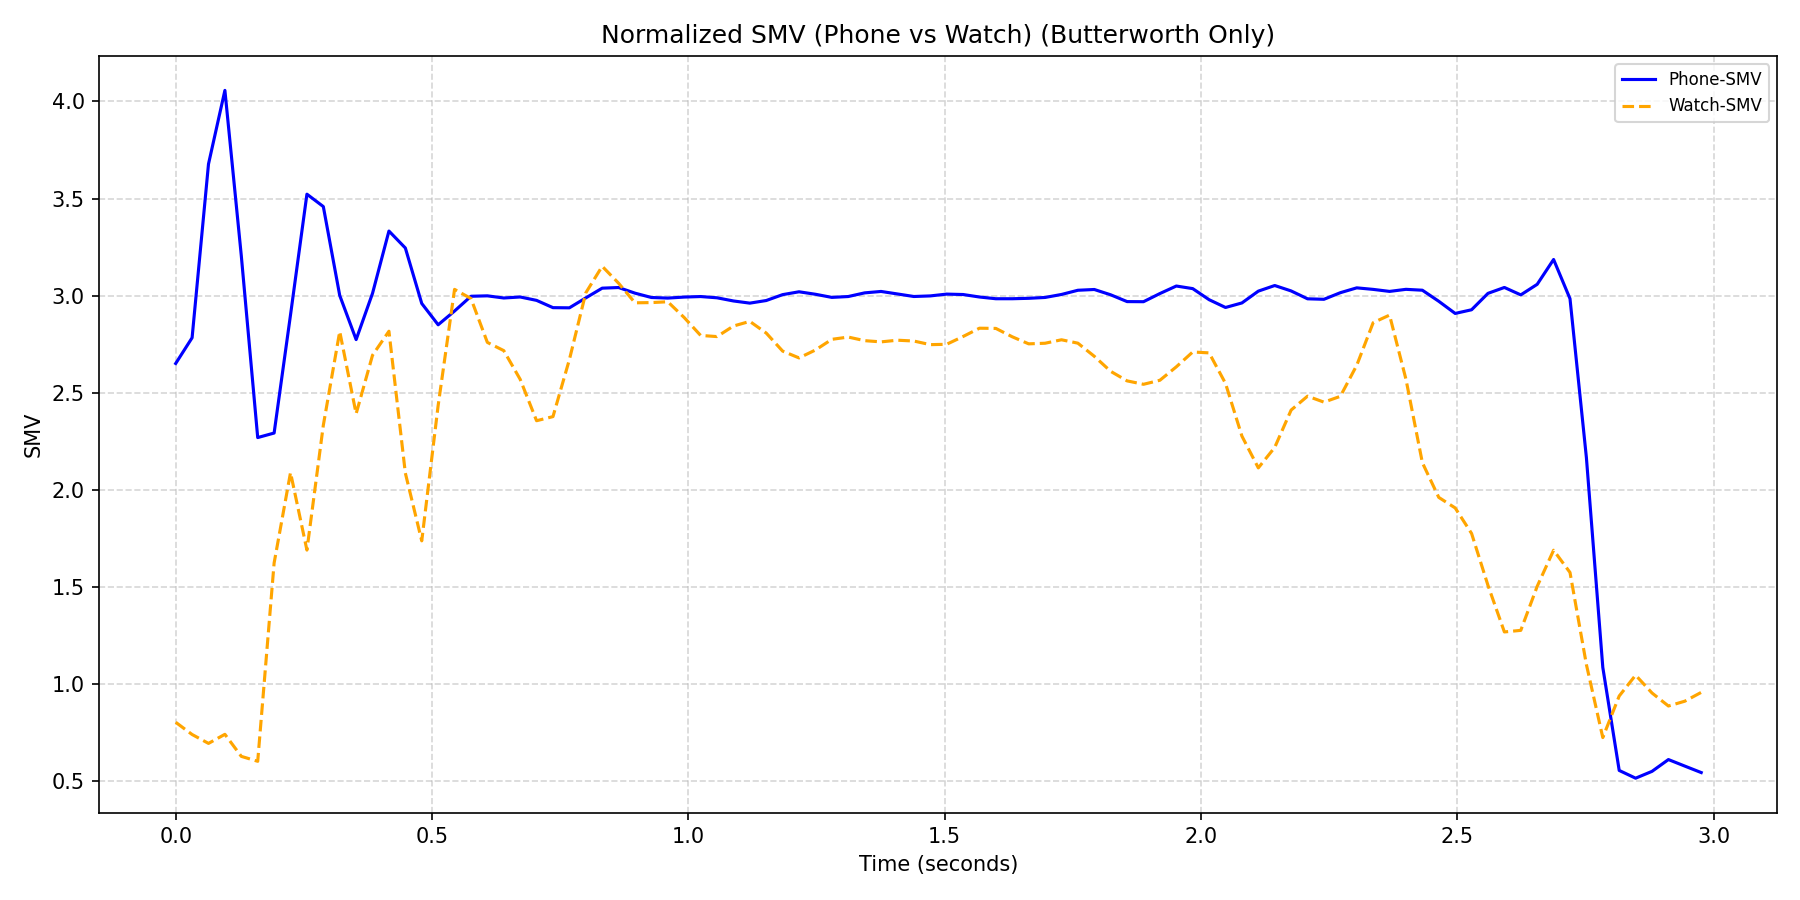 Normalized SMV (Phone vs Watch) (Butterworth Only)
Phone-SMV
Watch-SMV
4.0
3.5
3.0
2.5
2.0
1.5
1.0
0.5
SMV
0.0 0.5 1.0 1.5 2.0 2.5 3.0
Time (seconds)